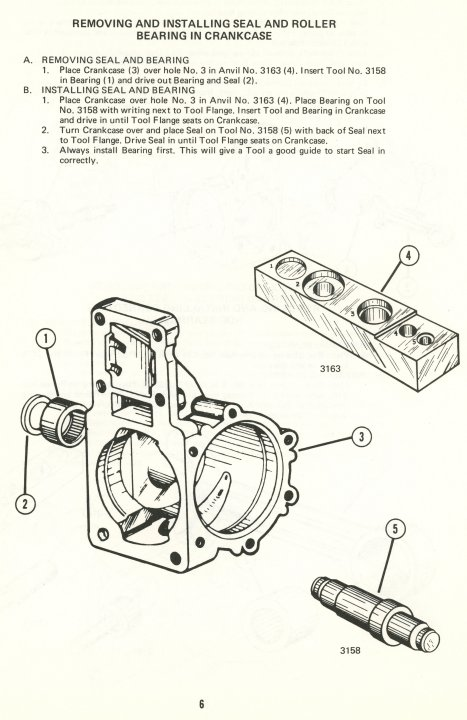 REMOVING AND INSTALLING SEAL AND ROLLER
BEARING IN CRANKCASE
A. REMOVING SEAL AND BEARING
1. Place Crankcase (3) over hole No. 3 in Anvil No. 3163 (4). Insert Tool No. 3158
in Bearing (1) and drive out Bearing and Seal (2).
B. INSTALLING SEAL AND BEARING
1. Place Crankcase over hole No. 3 in Anvil No. 3163 (4). Place Bearing on Tool
No. 3158 with writing next to Tool Flange. Insert Tool and Bearing in Crankcase
and drive in until Tool Flange seats on Crankcase.
2. Turn Crankcase over and place Seal on Tool No. 3158 (5) with back of Seal next
to Tool Flange. Drive Seal in until Tool Flange seats on Crankcase.
3. Always install Bearing first. This will give a Tool a good guide to start Seal in
correctly.
4
1
2
3
4
5
3163
1
3
2
5
3158
6